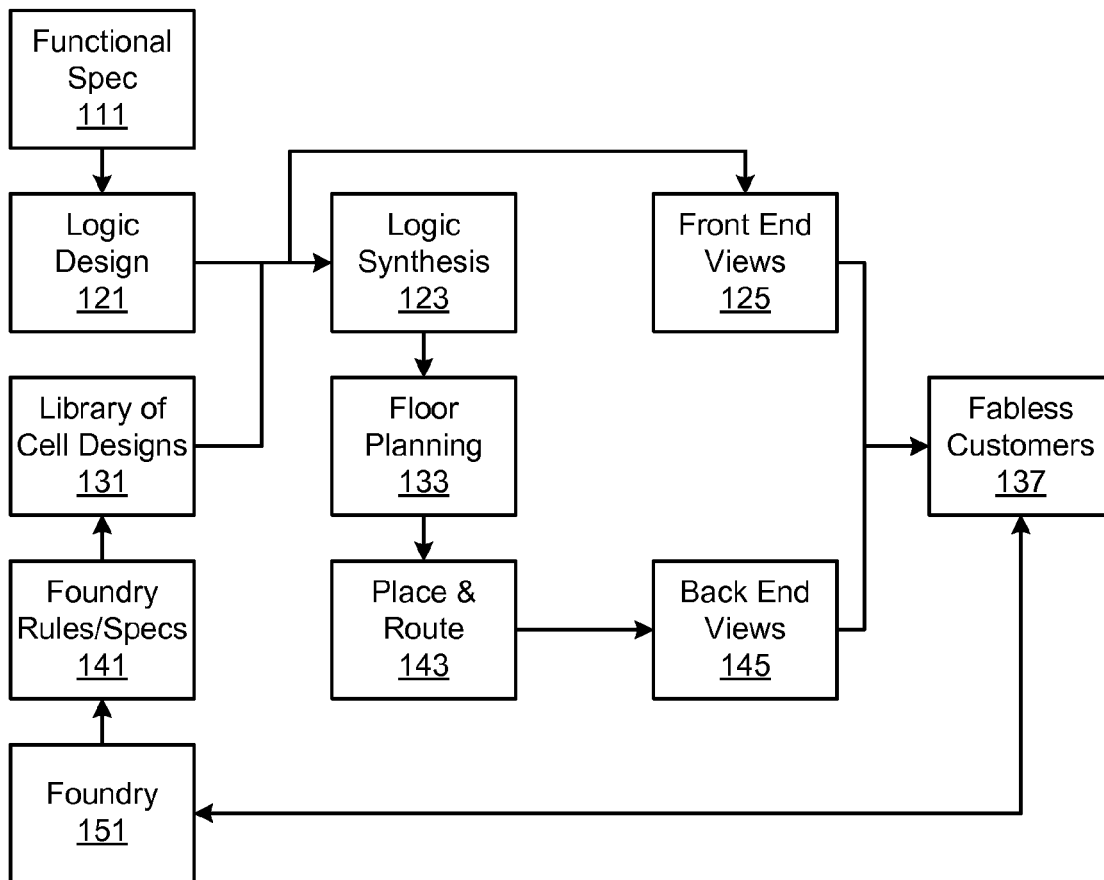 Functional
Spec
111
Logic
Design
121
Logic
Synthesis
123
Front End
Views
125
Library of
Cell Designs
131
Floor
Planning
133
Fabless
Customers
137
Foundry
Rules/Specs
141
Place &
Route
143
Back End
Views
145
Foundry
151